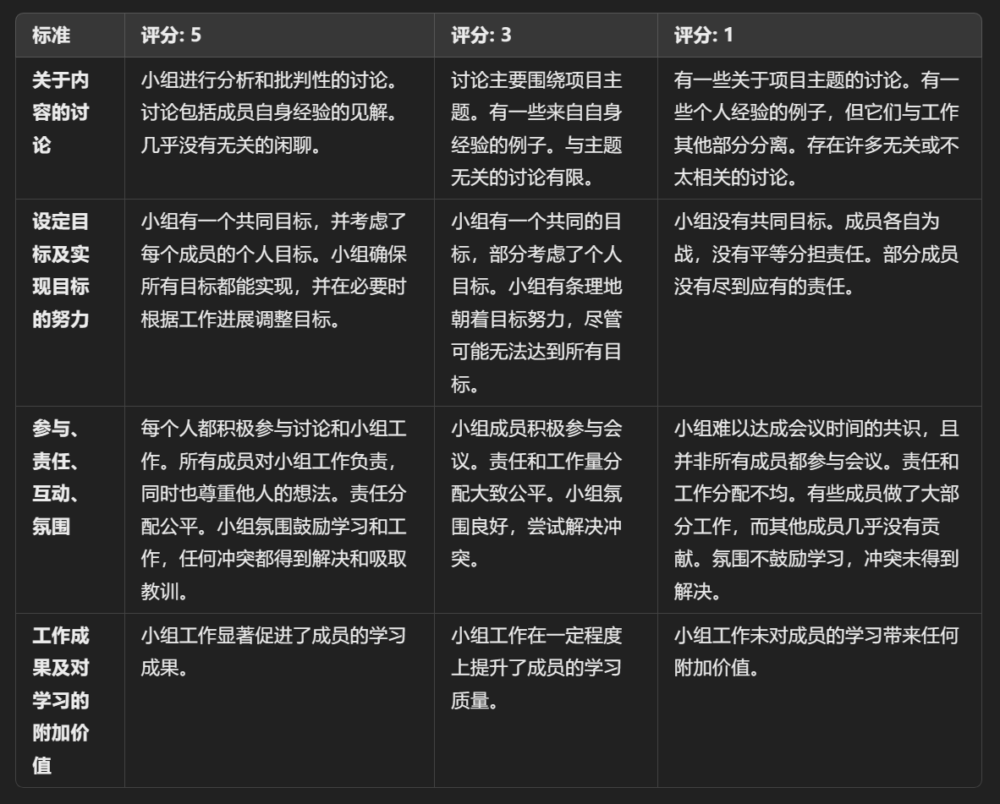 标准
评分: 5
评分: 3
评分: 1
关于内
容的讨
论
小组进行分析和批判性的讨论。
讨论包括成员自身经验的见解。
几乎没有无关的闲聊。
讨论主要围绕项目主
题。有一些来自自身
经验的例子。与主题
无关的讨论有限。
有一些关于项目主题的讨论。有一
些个人经验的例子，但它们与工作
其他部分分离。存在许多无关或不
太相关的讨论。
设定目
标及实
现目标
的努力
小组有一个共同目标，并考虑了
每个成员的个人目标。小组确保
所有目标都能实现，并在必要时
根据工作进展调整目标。
小组有一个共同的目
标，部分考虑了个人
目标。小组有条理地
朝着目标努力，尽管
可能无法达到所有目
标。
小组没有共同目标。成员各自为
战，没有平等分担责任。部分成员
没有尽到应有的责任。
参与、
责任、
互动、
氛围
每个人都积极参与讨论和小组工
作。所有成员对小组工作负责，
同时也尊重他人的想法。责任分
配公平。小组氛围鼓励学习和工
作，任何冲突都得到解决和吸取
教训。
小组成员积极参与会
议。责任和工作量分
配大致公平。小组氛
围良好，尝试解决冲
突。
小组难以达成会议时间的共识，且
并非所有成员都参与会议。责任和
工作分配不均。有些成员做了大部
分工作，而其他成员几乎没有贡
献。氛围不鼓励学习，冲突未得到
解决。
工作成
果及对
学习的
附加价
值
小组工作显著促进了成员的学习
成果。
小组工作在一定程度
上提升了成员的学习
质量。
小组工作未对成员的学习带来任何
附加价值。